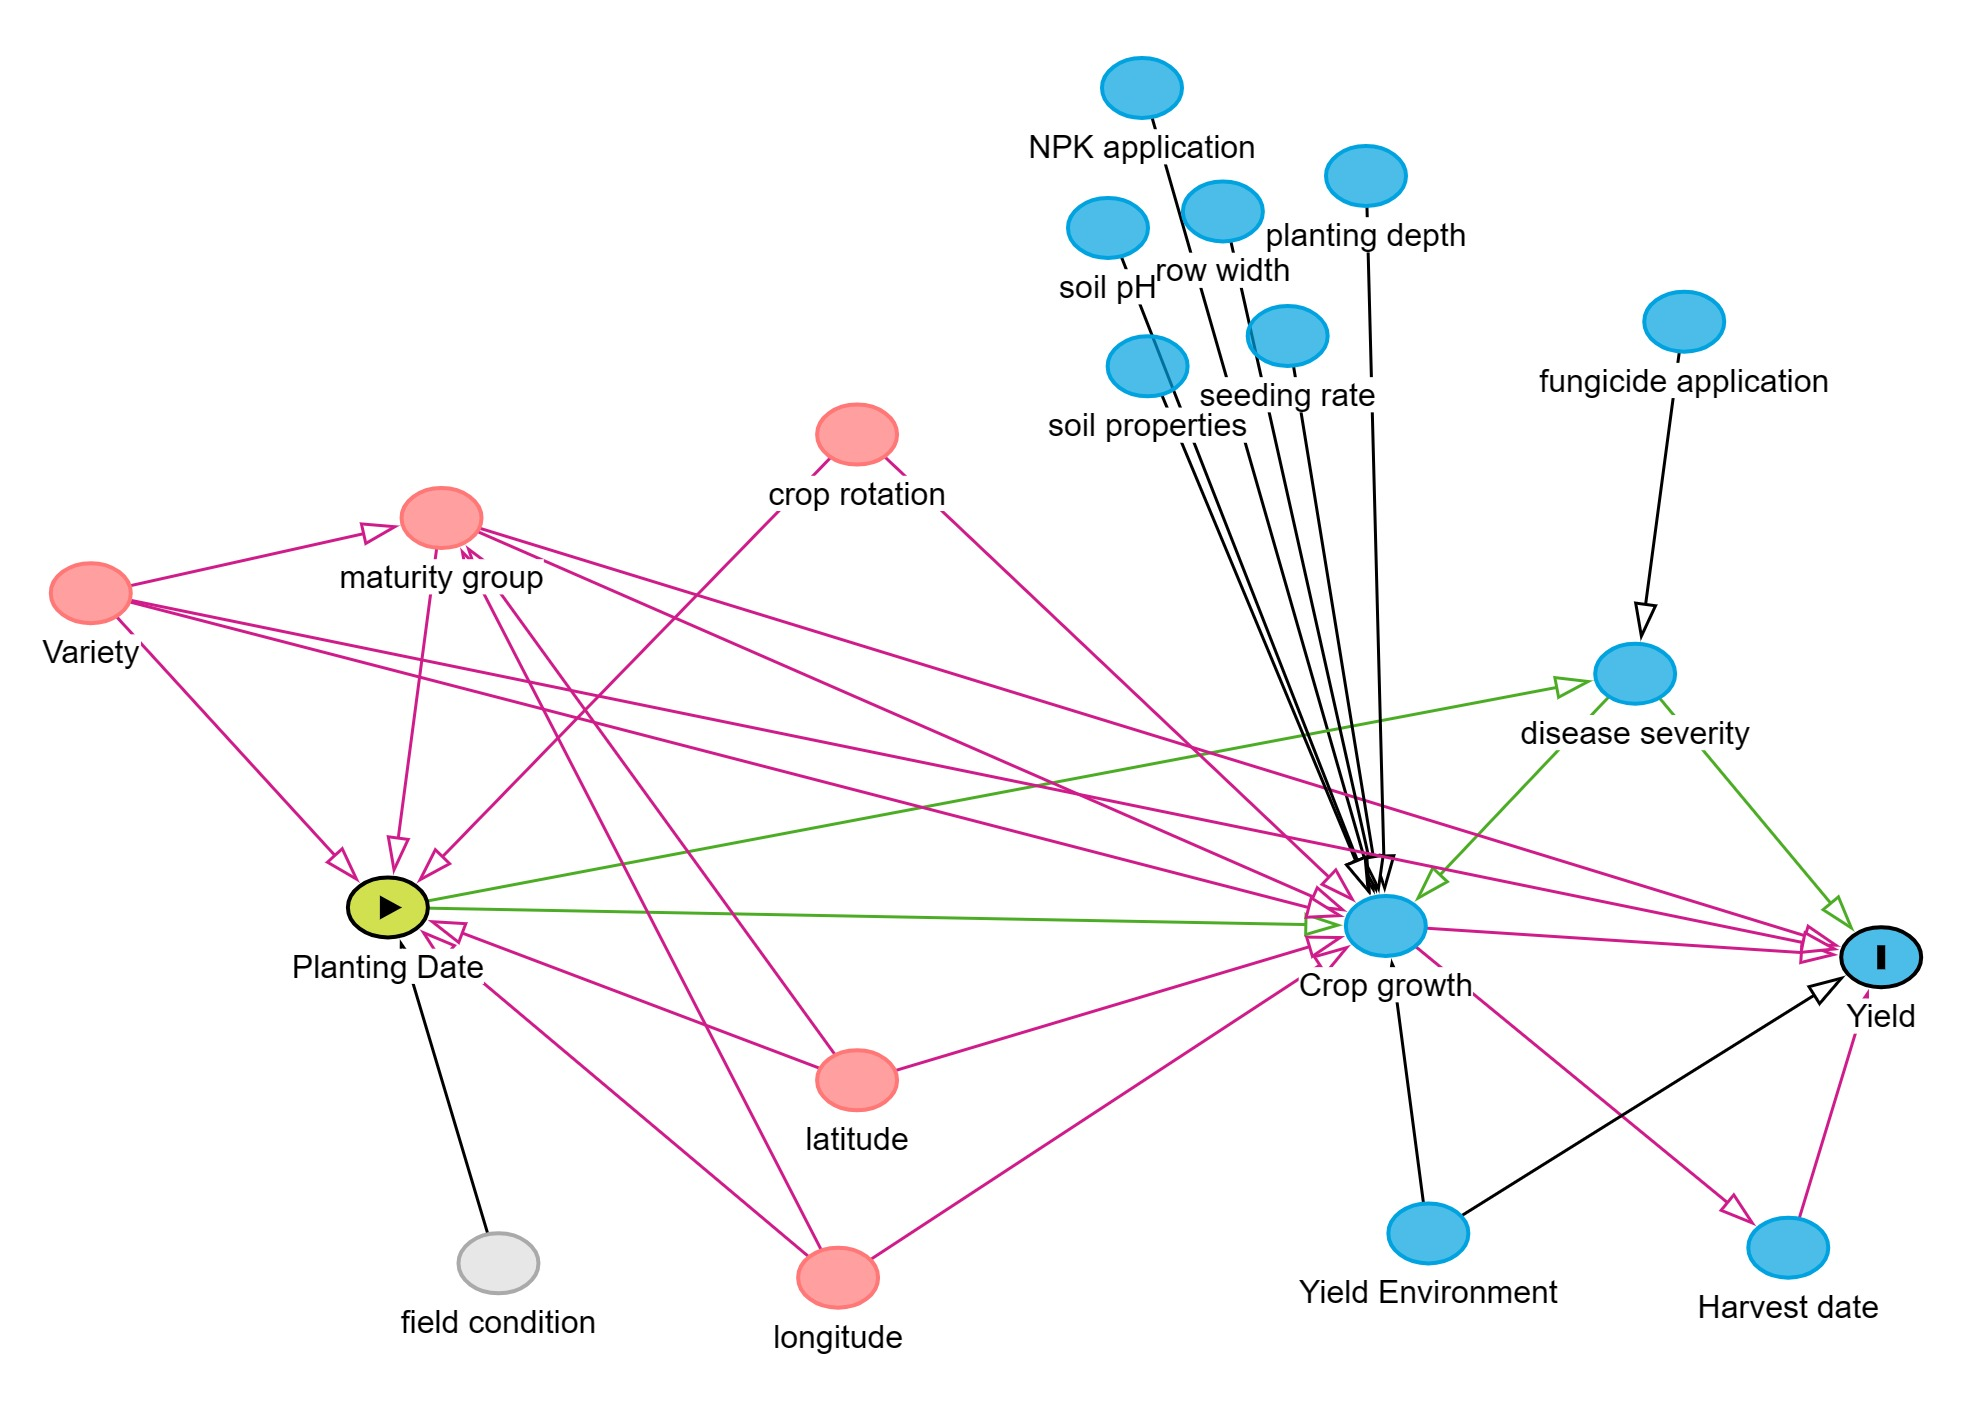 NPK application
planting depth
row width
soil pH
fungicide application
seeding rate
soil properties
crop rotation
maturity group
Variety
disease severity
Planting Date
Crop growth
Yield
latitude
Yield Environment
Harvest date
field condition
longitude